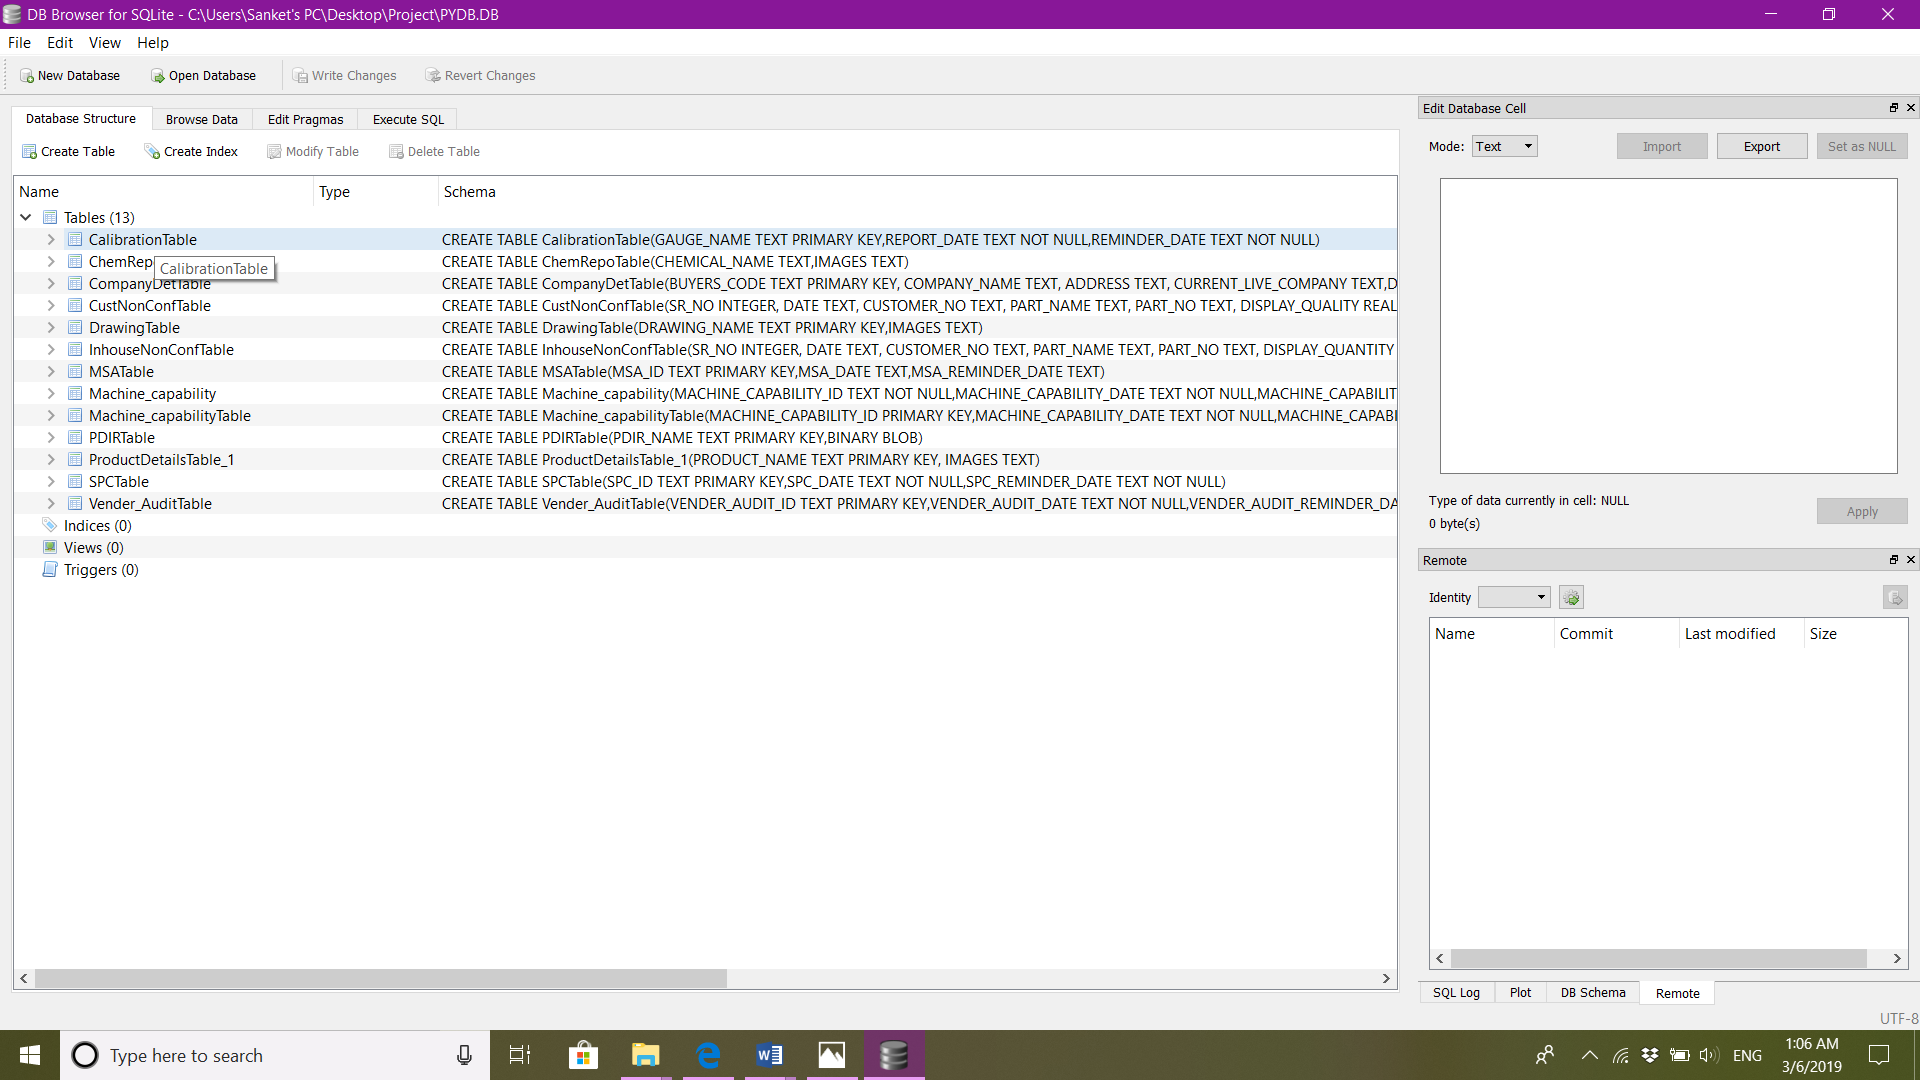 DB Browser for SQLite - C:\Users\Sanket's PC\Desktop\Project\PYDB.DB
File Edit View Help
New Database Open Database Write Changes Revert Changes
Database Structure Browse Data Edit Pragmas Execute SQL
Create Table Create Index Modify Table Delete Table
Name Type Schema
Tables (13)
CalibrationTable CREATE TABLE CalibrationTable(GAUGE_NAME TEXT PRIMARY KEY,REPORT_DATE TEXT NOT NULL,REMINDER_DATE TEXT NOT NULL)
ChemRepo CREATE TABLE ChemRepoTable(CHEMICAL_NAME TEXT,IMAGES TEXT)
CalibrationTable
CompanyDetTable CREATE TABLE CompanyDetTable(BUYERS_CODE TEXT PRIMARY KEY, COMPANY_NAME TEXT, ADDRESS TEXT, CURRENT_LIVE_COMPANY TEXT,D
CustNonConfTable CREATE TABLE CustNonConfTable(SR_NO INTEGER, DATE TEXT, CUSTOMER_NO TEXT, PART_NAME TEXT, PART_NO TEXT, DISPLAY_QUALITY REAL
DrawingTable CREATE TABLE DrawingTable(DRAWING_NAME TEXT PRIMARY KEY,IMAGES TEXT)
InhouseNonConfTable CREATE TABLE InhouseNonConfTable(SR_NO INTEGER, DATE TEXT, CUSTOMER_NO TEXT, PART_NAME TEXT, PART_NO TEXT, DISPLAY_QUANTITY
MSATable CREATE TABLE MSATable(MSA_ID TEXT PRIMARY KEY,MSA_DATE TEXT,MSA_REMINDER_DATE TEXT)
Machine_capability CREATE TABLE Machine_capability(MACHINE_CAPABILITY_ID TEXT NOT NULL,MACHINE_CAPABILITY_DATE TEXT NOT NULL,MACHINE_CAPABILIT
Machine_capabilityTable CREATE TABLE Machine_capabilityTable(MACHINE_CAPABILITY_ID PRIMARY KEY,MACHINE_CAPABILITY_DATE TEXT NOT NULL,MACHINE_CAPABI
PDIRTable CREATE TABLE PDIRTable(PDIR_NAME TEXT PRIMARY KEY,BINARY BLOB)
ProductDetailsTable_1 CREATE TABLE ProductDetailsTable_1(PRODUCT_NAME TEXT PRIMARY KEY, IMAGES TEXT)
SPCTable CREATE TABLE SPCTable(SPC_ID TEXT PRIMARY KEY,SPC_DATE TEXT NOT NULL,SPC_REMINDER_DATE TEXT NOT NULL)
Vender_AuditTable CREATE TABLE Vender_AuditTable(VENDER_AUDIT_ID TEXT PRIMARY KEY,VENDER_AUDIT_DATE TEXT NOT NULL,VENDER_AUDIT_REMINDER_DA
Indices (0)
Views (0)
Triggers (0)
Edit Database Cell
Mode: Text Import Export Set as NULL
Type of data currently in cell: NULL
0 byte(s)
Apply
Remote
Identity
Name Commit Last modified Size
SQL Log Plot DB Schema Remote
UTF-8
Type here to search
ENG
1:06 AM
3/6/2019